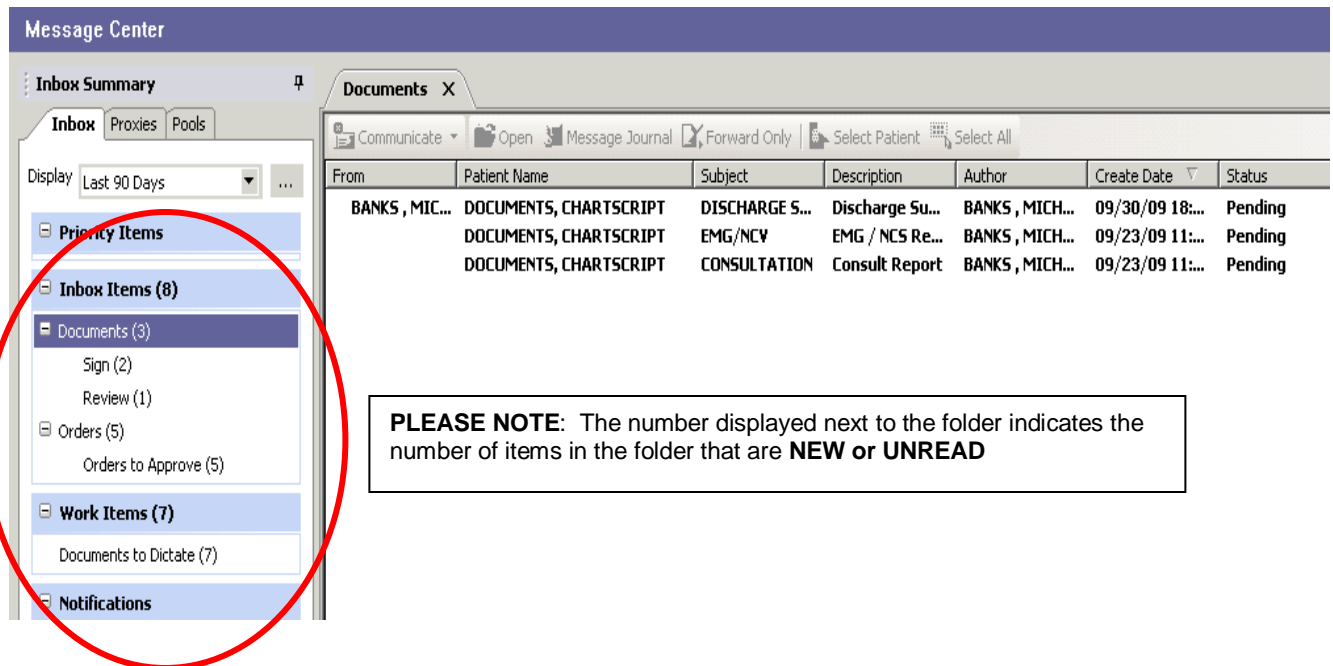 Message Center
Inbox Summary
Inbox Proxies Pools
Display Last 90 Days ...
Priority Items
Inbox Items (8)
Documents (3)
Sign (2)
Review (1)
Orders (5)
Orders to Approve (5)
Work Items (7)
Documents to Dictate (7)
Notifications
Documents X
Communicate Open Message Journal Forward Only Select Patient Select All
From Patient Name Subject Description Author Create Date Status
BANKS , MIC... DOCUMENTS, CHARTSCRIPT DISCHARGE S... Discharge Su... BANKS , MICH... 09/30/09 18:... Pending
DOCUMENTS, CHARTSCRIPT EMG/NCV EMG / NCS Re... BANKS , MICH... 09/23/09 11:... Pending
DOCUMENTS, CHARTSCRIPT CONSULTATION Consult Report BANKS , MICH... 09/23/09 11:... Pending
PLEASE NOTE: The number displayed next to the folder indicates the
number of items in the folder that are NEW or UNREAD